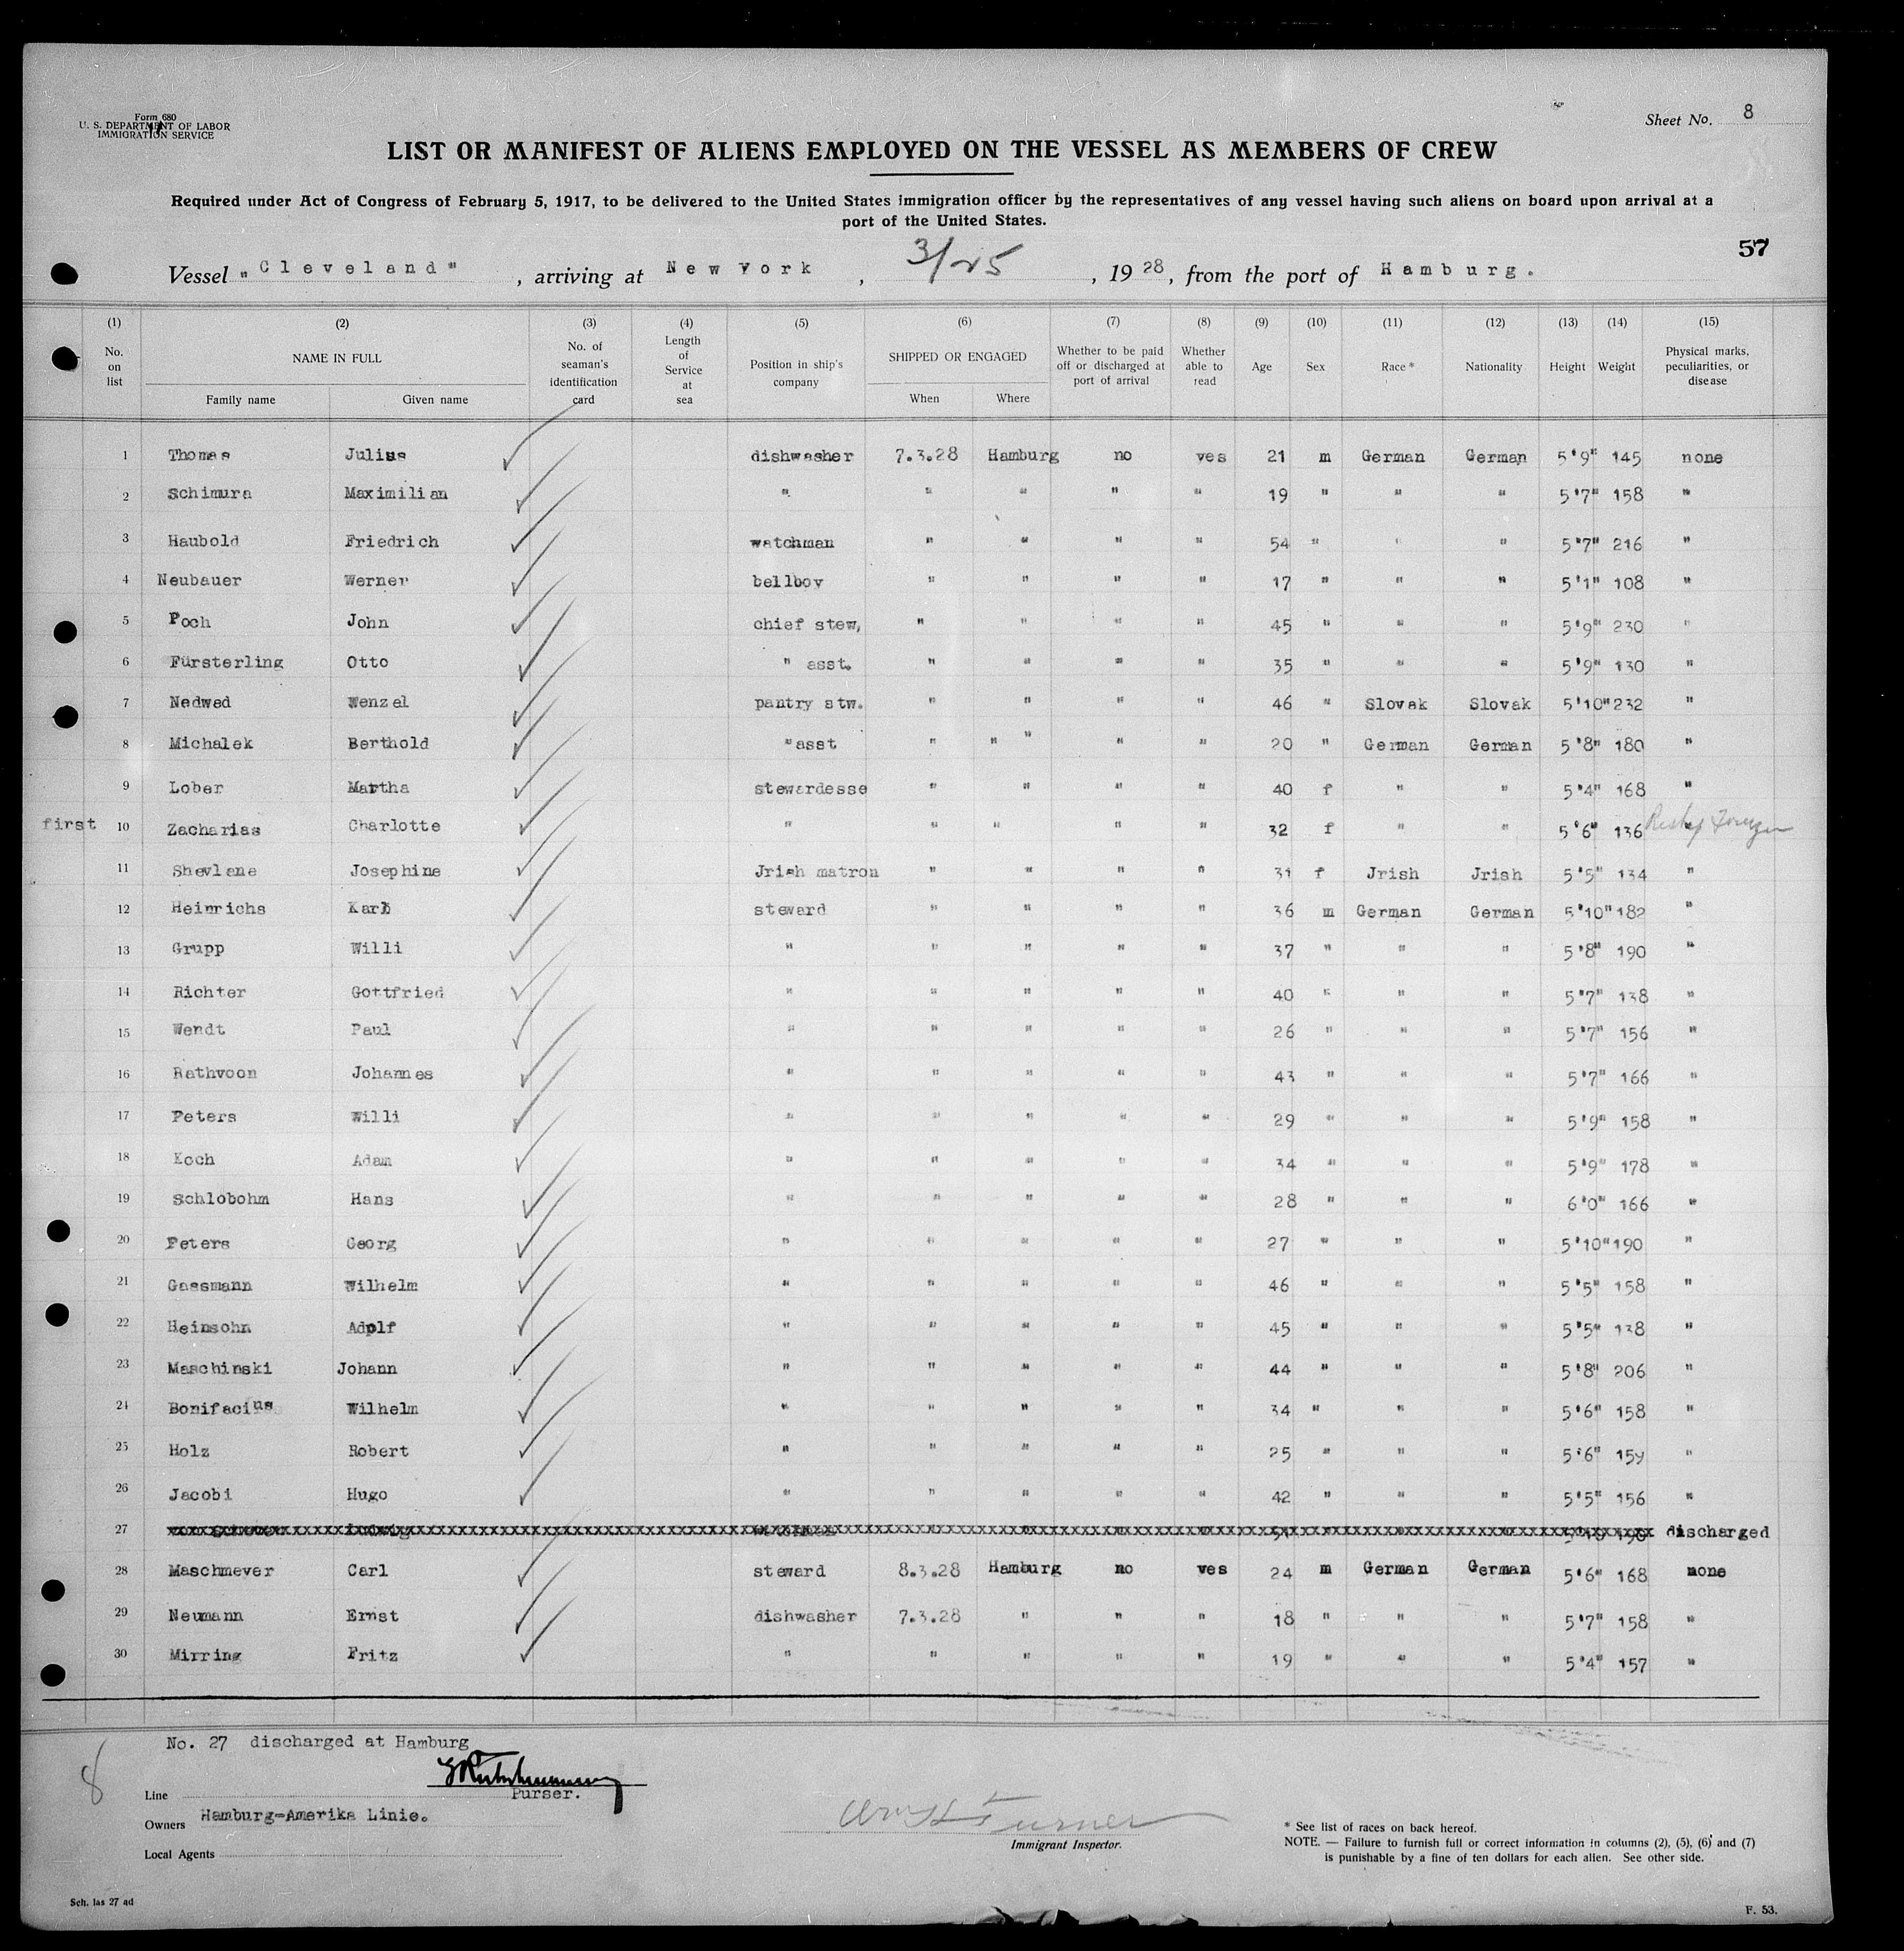 Form 680
U. S. DEPARTMENT OF LABOR
IMMIGRATION SERVICE
Sheet No. 8
LIST OR MANIFEST OF ALIENS EMPLOYED ON THE VESSEL AS MEMBERS OF CREW
Required under Act of Congress of February 5, 1917, to be delivered to the United States immigration officer by the representatives of any vessel having such aliens on board upon arrival at a
port of the United States.
57
Vessel "Cleveland" , arriving at New York , 3/25 , 19 28, from the port of Hamburg.
(1) (2) (3) (4) (5) (6) (7) (8) (9) (10) (11) (12) (13) (14) (15)
No. on list NAME IN FULL Family name Given name No. of seaman's identification card Length of Service at sea Position in ship's company SHIPPED OR ENGAGED When Where Whether to be paid off or discharged at port of arrival Whether able to read Age Sex Race * Nationality Height Weight Physical marks, peculiarities, or disease
1 Thomas Julius dishwasher 7.3.28 Hamburg no yes 21 m German German 5'9" 145 none
2 Schimura Maximilian " " " " " 19 " " " 5'7" 158 "
3 Haubold Friedrich watchman " " " " 54 " " " 5'7" 216 "
4 Neubauer Werner bellboy " " " " 17 " " " 5'1" 108 "
5 Poch John chief stew, " " " " 45 " " " 5'9" 230 "
6 Fürsterling Otto " asst. " " " " 35 " " " 5'9" 130 "
7 Nedwed Wenzel pantry stw. " " " " 46 " Slovak Slovak 5'10" 232 "
8 Michalek Berthold " asst " " " " " 20 " German German 5'8" 180 "
9 Lober Martha stewardesse " " " " 40 f " " 5'4" 168 "
first 10 Zacharias Charlotte " " " " " 32 f " " 5'6" 136 "
11 Shevlane Josephine Jrish matron " " " " 31 f Jrish Jrish 5'5" 134 "
12 Heinrichs Karl steward " " " " 36 m German German 5'10" 182 "
13 Grupp Willi " " " " " 37 " " " 5'8" 190 "
14 Richter Gottfried " " " " " 40 " " " 5'7" 138 "
15 Wendt Paul " " " " " 26 " " " 5'7" 156 "
16 Rathvoon Johannes " " " " " 43 " " " 5'7" 166 "
17 Peters Willi " " " " " 29 " " " 5'9" 158 "
18 Koch Adam " " " " " 34 " " " 5'9" 178 "
19 Schlobohm Hans " " " " " 28 " " " 6'0" 166 "
20 Peters Georg " " " " " 27 " " " 5'10" 190 "
21 Gassmann Wilhelm " " " " " 46 " " " 5'5" 158 "
22 Heinsohn Adolf " " " " " 45 " " " 5'5" 138 "
23 Maschinski Johann " " " " " 44 " " " 5'8" 206 "
24 Bonifacius Wilhelm " " " " " 34 " " " 5'6" 158 "
25 Holz Robert " " " " " 25 " " " 5'6" 159 "
26 Jacobi Hugo " " " " " 42 " " " 5'5" 156 "
27 discharged
28 Maschmeyer Carl steward 8.3.28 Hamburg no yes 24 m German German 5'6" 168 none
29 Neumann Ernst dishwasher 7.3.28 " " " 18 " " " 5'7" 158 "
30 Mirring Fritz " " " " " 19 " " " 5'4" 157 "
No. 27 discharged at Hamburg
8
Line
Purser.
Owners Hamburg-Amerika Linie.
Local Agents
Wm H Turner
Immigrant Inspector.
* See list of races on back hereof.
NOTE. — Failure to furnish full or correct information in columns (2), (5), (6) and (7)
is punishable by a fine of ten dollars for each alien. See other side.
Sch. las 27 ad
F. 53.